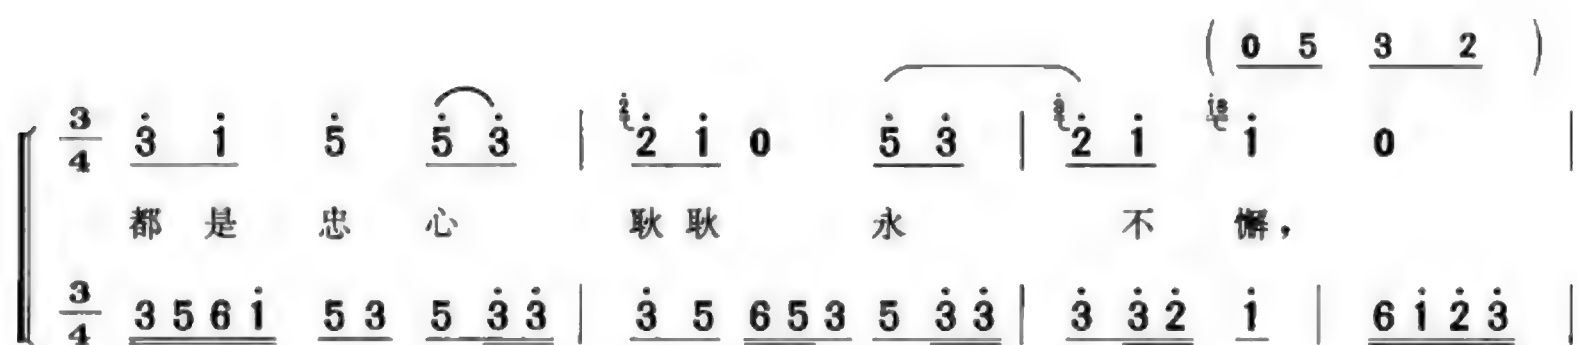 ( 0 5 3 2 )
3/4 3̇ 1̇ 5̇ 5̇ 3̇ | 2̇ 1̇ 0 5̇ 3̇ | 2̇ 1̇ 1̇ 0 |
都是忠心 耿耿 永 不懈，
3/4 3 5 6 1̇ 5 3 5 3̇ 3̇ | 3̇ 5 6 5 3 5 3̇ 3̇ | 3̇ 3̇ 2̇ 1̇ | 6 1̇ 2̇ 3̇ |